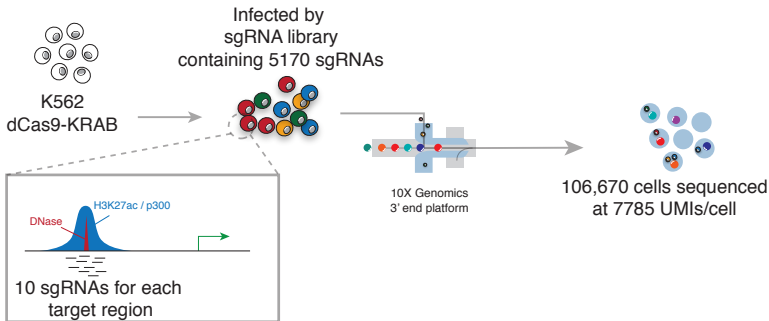 K562
dCas9-KRAB
Infected by
sgRNA library
containing 5170 sgRNAs
H3K27ac / p300
DNase
10 sgRNAs for each
target region
10X Genomics
3' end platform
106,670 cells sequenced
at 7785 UMIs/cell